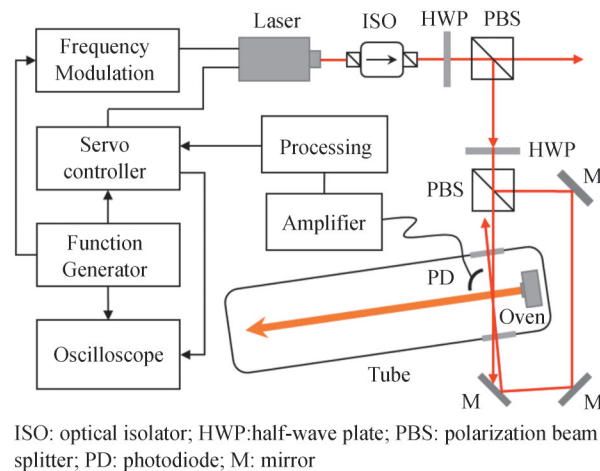 Laser
ISO
HWP
PBS
Frequency
Modulation
Servo
controller
Processing
HWP
PBS
M
Amplifier
Function
Generator
PD
Oven
Oscilloscope
Tube
M
M
ISO: optical isolator; HWP:half-wave plate; PBS: polarization beam
splitter; PD: photodiode; M: mirror